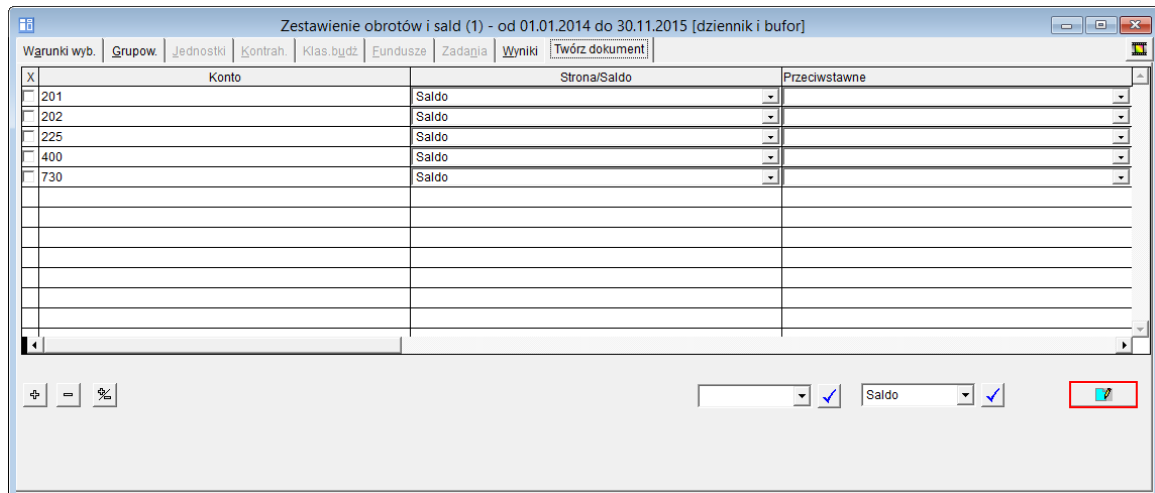 Zestawienie obrotów i sald (1) - od 01.01.2014 do 30.11.2015 [dziennik i bufor]
Warunki wyb. Grupow. Jednostki Kontrah. Klas.budż. Fundusze Zadania Wyniki Twórz dokument
X Konto Strona/Saldo Przeciwstawne
201 Saldo
202 Saldo
225 Saldo
400 Saldo
730 Saldo
Saldo